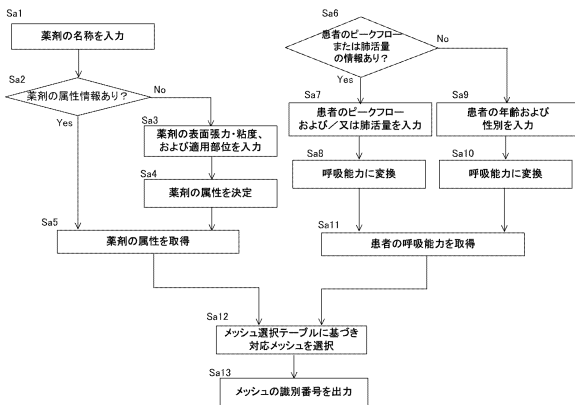 Sa1
薬剤の名称を入力
Sa2
薬剤の属性情報あり？
No
Yes
Sa3
薬剤の表面張力・粘度、
および適用部位を入力
Sa4
薬剤の属性を決定
Sa5
薬剤の属性を取得
Sa6
患者のピークフロー
または肺活量
の情報あり？
No
Yes
Sa7
患者のピークフロー
および／又は肺活量を入力
Sa9
患者の年齢および
性別を入力
Sa8
呼吸能力に変換
Sa10
呼吸能力に変換
Sa11
患者の呼吸能力を取得
Sa12
メッシュ選択テーブルに基づき
対応メッシュを選択
Sa13
メッシュの識別番号を出力